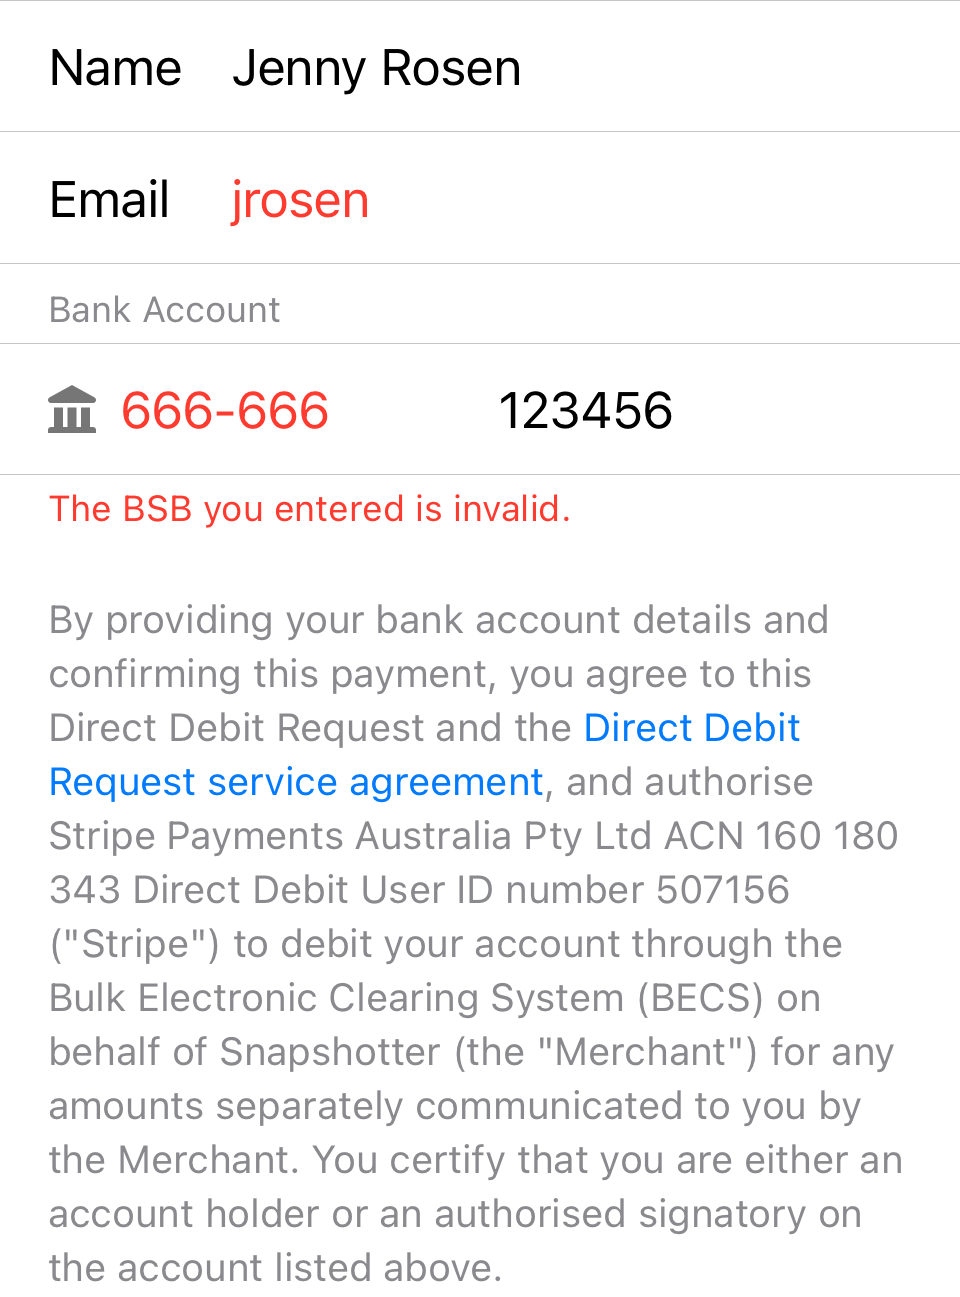 Name Jenny Rosen
Email jrosen
Bank Account
666-666 123456
The BSB you entered is invalid.
By providing your bank account details and
confirming this payment, you agree to this
Direct Debit Request and the Direct Debit
Request service agreement, and authorise
Stripe Payments Australia Pty Ltd ACN 160 180
343 Direct Debit User ID number 507156
("Stripe") to debit your account through the
Bulk Electronic Clearing System (BECS) on
behalf of Snapshotter (the "Merchant") for any
amounts separately communicated to you by
the Merchant. You certify that you are either an
account holder or an authorised signatory on
the account listed above.